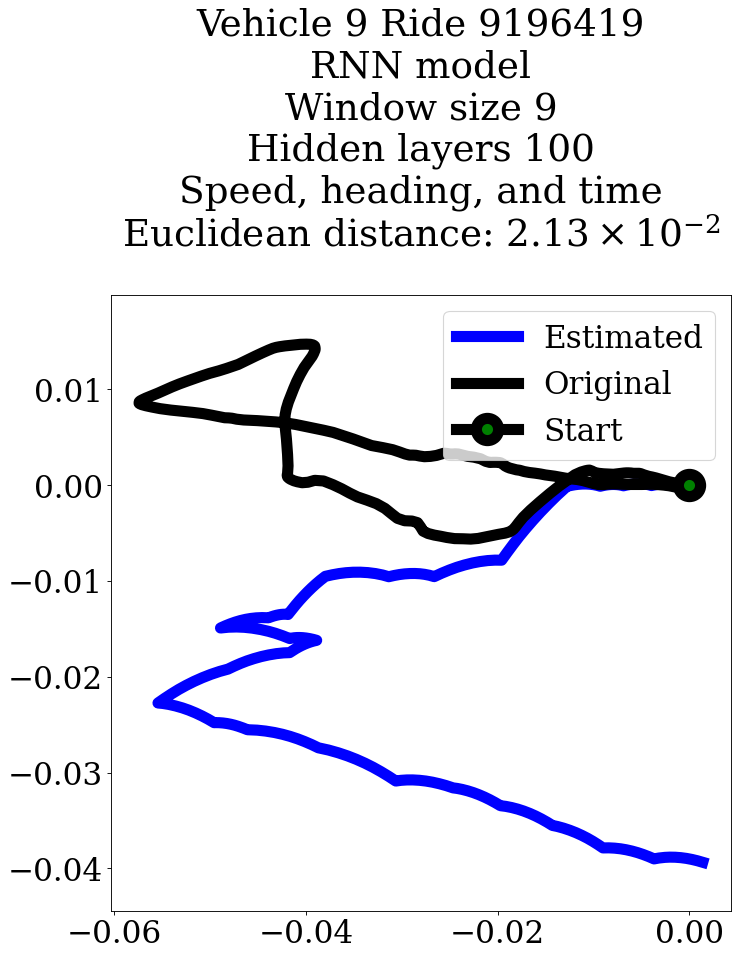 Vehicle 9 Ride 9196419
RNN model
Window size 9
Hidden layers 100
Speed, heading, and time
Euclidean distance: 2.13 × 10⁻²
Estimated
Original
Start
0.01
0.00
−0.01
−0.02
−0.03
−0.04
−0.06
−0.04
−0.02
0.00